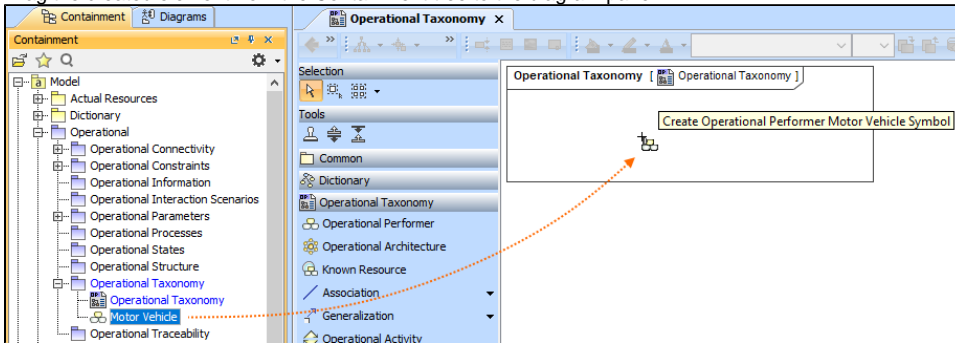 Containment
Diagrams
Containment
Model
Actual Resources
Dictionary
Operational
Operational Connectivity
Operational Constraints
Operational Information
Operational Interaction Scenarios
Operational Parameters
Operational Processes
Operational States
Operational Structure
Operational Taxonomy
Operational Taxonomy
Motor Vehicle
Operational Traceability
Operational Taxonomy
Selection
Tools
Common
Dictionary
Operational Taxonomy
Operational Performer
Operational Architecture
Known Resource
Association
Generalization
Operational Activity
Operational Taxonomy [ Operational Taxonomy ]
Create Operational Performer Motor Vehicle Symbol